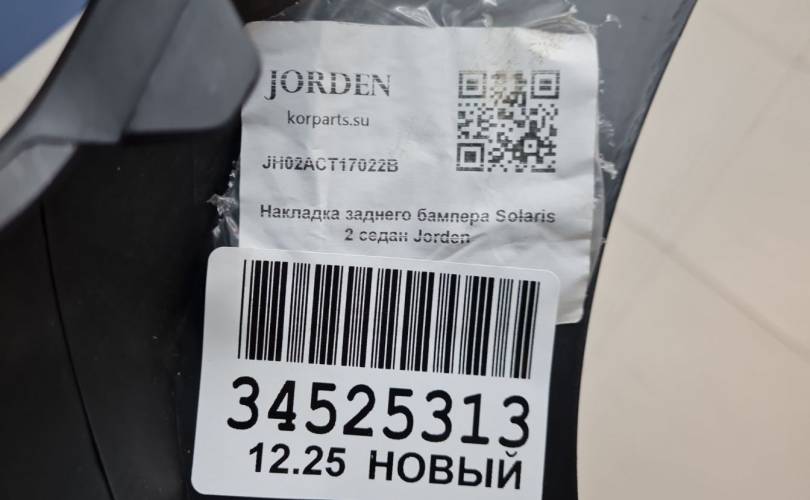 JORDEN
korparts.su
JH02ACT17022B
Накладка заднего бампера Solaris
2 седан Jorden
34525313
12.25 НОВЫЙ